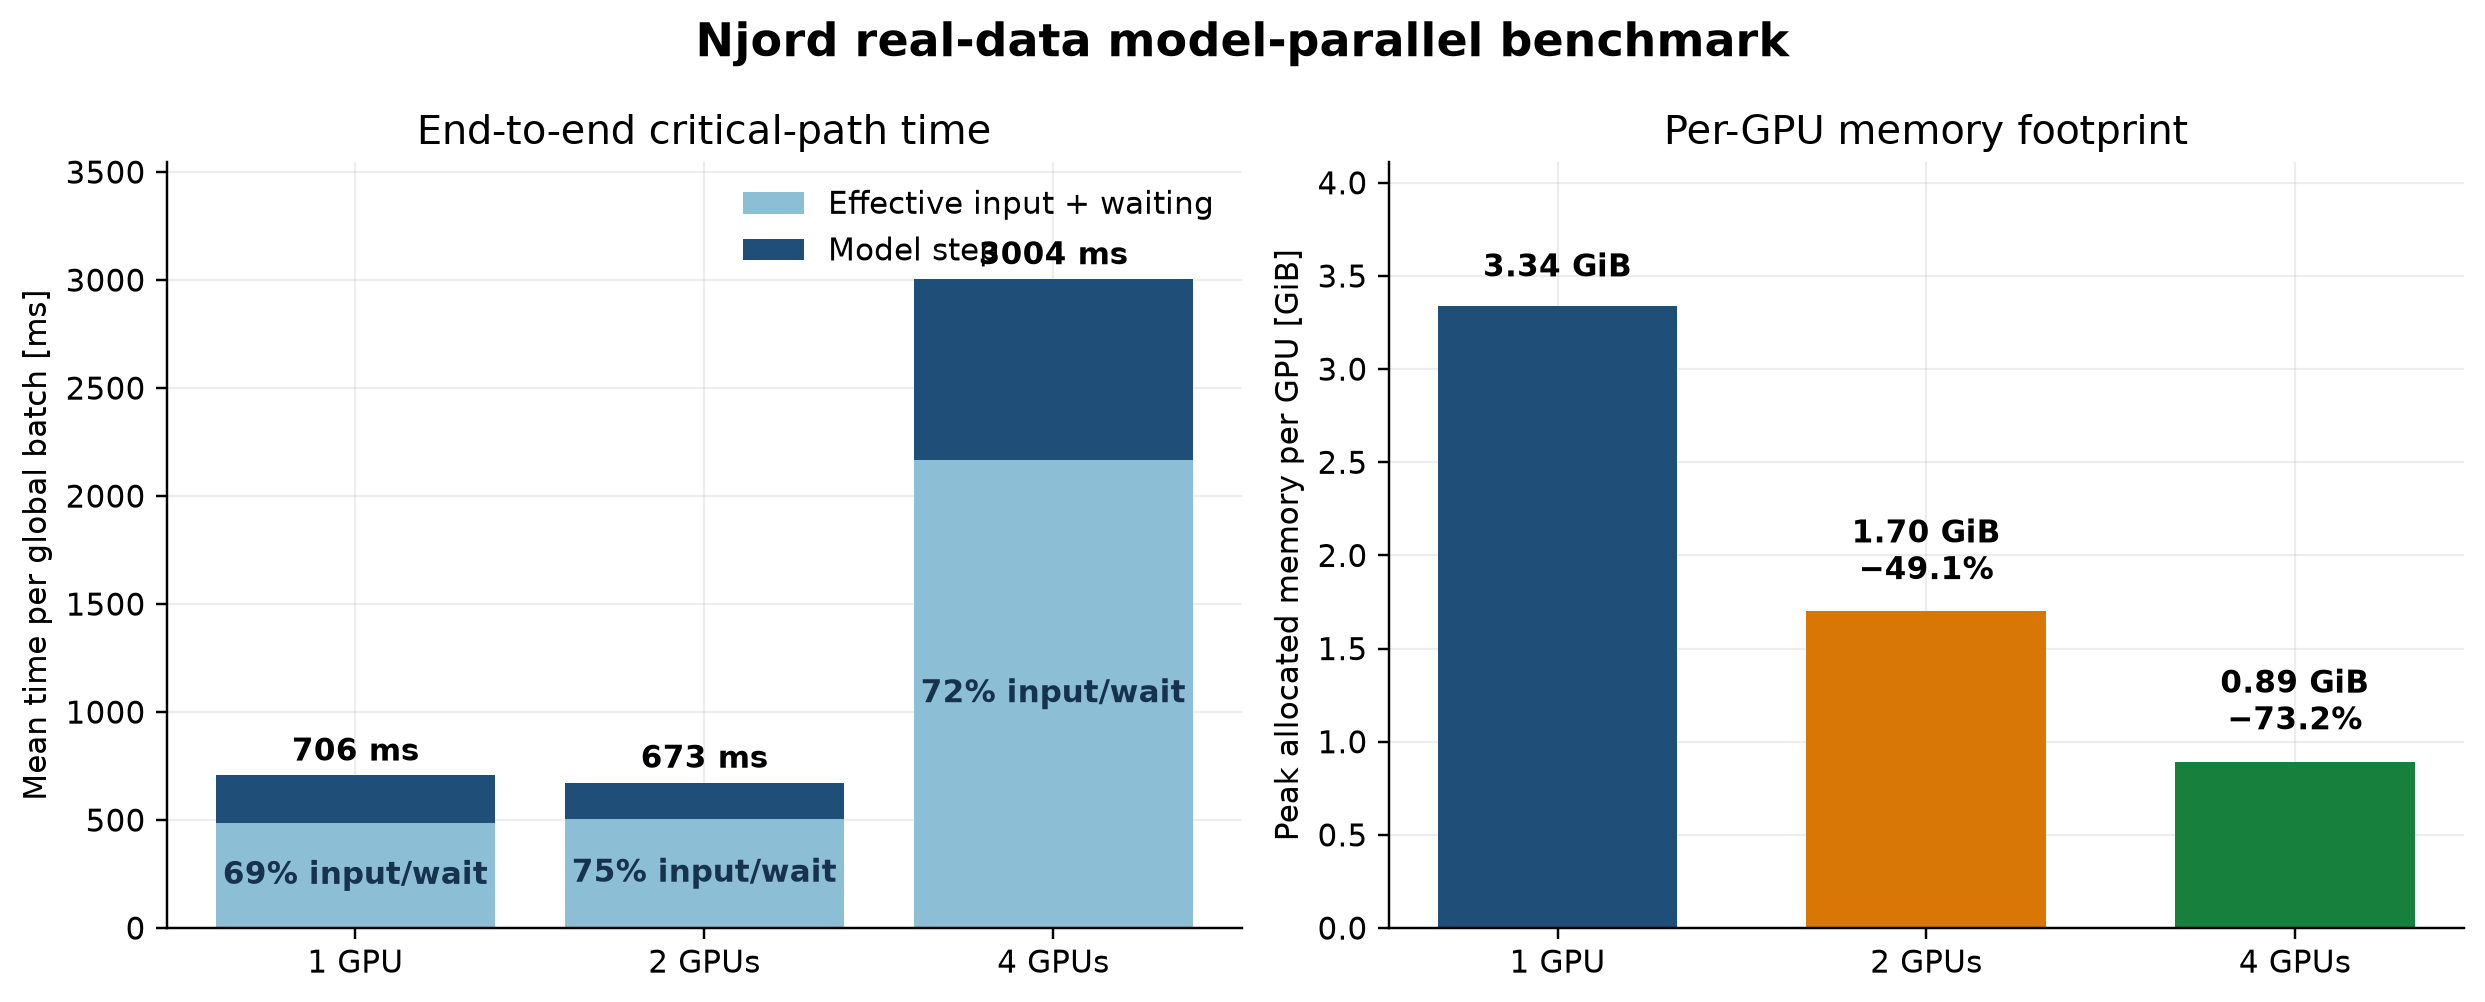 Njord real-data model-parallel benchmark
End-to-end critical-path time
Mean time per global batch [ms]
3500
3000
2500
2000
1500
1000
500
0
Effective input + waiting
Model step
706 ms
69% input/wait
673 ms
75% input/wait
3004 ms
72% input/wait
1 GPU
2 GPUs
4 GPUs
Per-GPU memory footprint
Peak allocated memory per GPU [GiB]
4.0
3.5
3.0
2.5
2.0
1.5
1.0
0.5
0.0
3.34 GiB
1.70 GiB
−49.1%
0.89 GiB
−73.2%
1 GPU
2 GPUs
4 GPUs